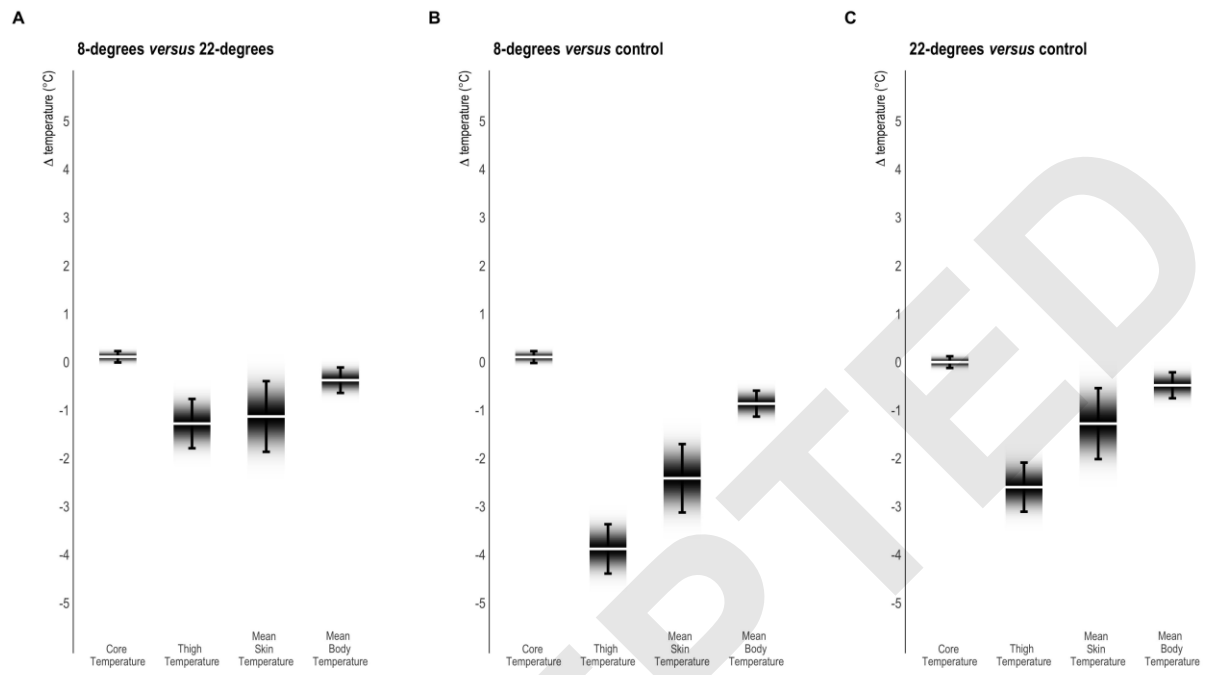 A
8-degrees versus 22-degrees
Δ temperature (°C)
5
4
3
2
1
0
-1
-2
-3
-4
-5
Core
Temperature
Thigh
Temperature
Mean
Skin
Temperature
Mean
Body
Temperature
B
8-degrees versus control
Δ temperature (°C)
5
4
3
2
1
0
-1
-2
-3
-4
-5
Core
Temperature
Thigh
Temperature
Mean
Skin
Temperature
Mean
Body
Temperature
C
22-degrees versus control
Δ temperature (°C)
5
4
3
2
1
0
-1
-2
-3
-4
-5
Core
Temperature
Thigh
Temperature
Mean
Skin
Temperature
Mean
Body
Temperature
PTED